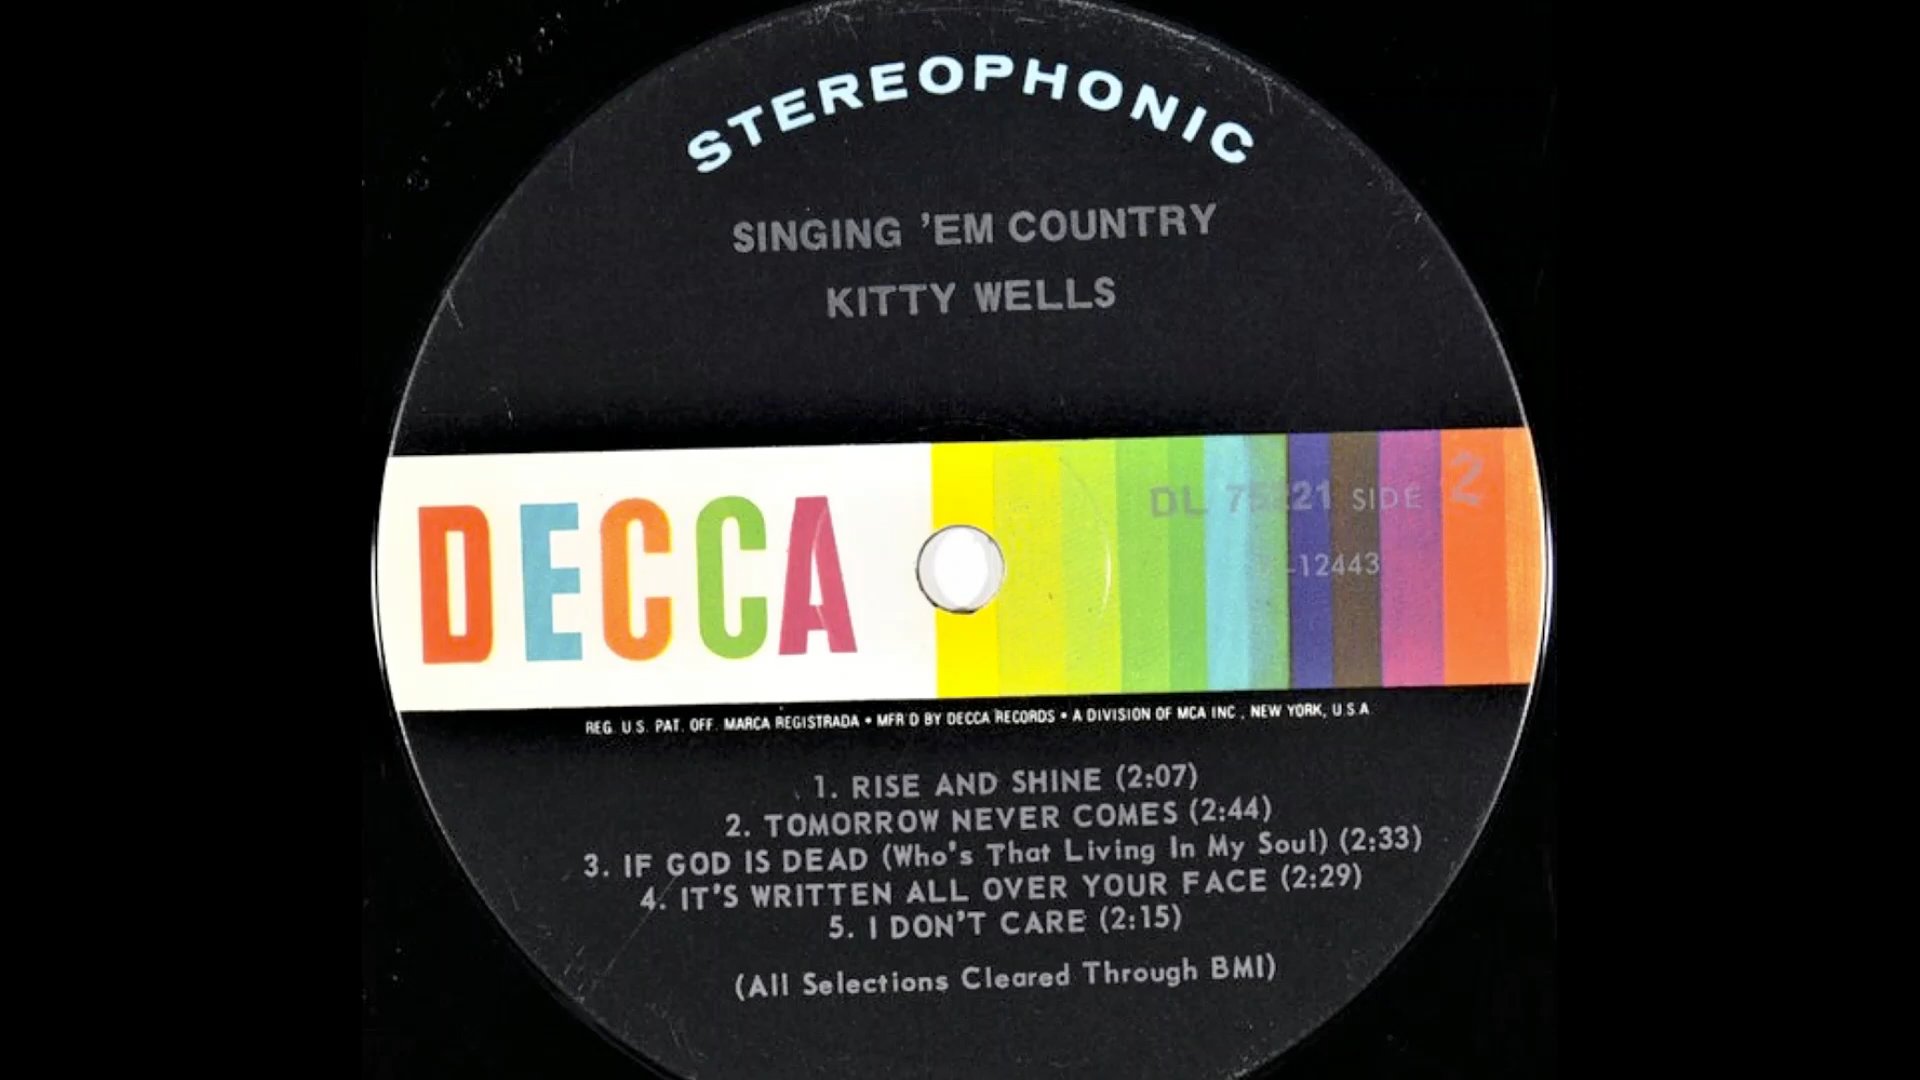 STEREOPHONIC
SINGING 'EM COUNTRY
KITTY WELLS
DECCA
DL SIDE 2
-12443
REG. U.S. PAT. OFF. MARCA REGISTRADA • MFR'D BY DECCA RECORDS • A DIVISION OF MCA INC., NEW YORK, U.S.A.
1. RISE AND SHINE (2:07)
2. TOMORROW NEVER COMES (2:44)
3. IF GOD IS DEAD (Who's That Living In My Soul) (2:33)
4. IT'S WRITTEN ALL OVER YOUR FACE (2:29)
5. I DON'T CARE (2:15)
(All Selections Cleared Through BMI)